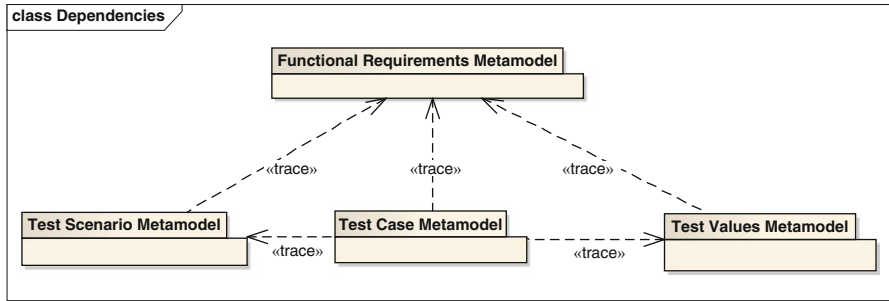 class Dependencies
Functional Requirements Metamodel
«trace»
«trace»
«trace»
Test Scenario Metamodel
Test Case Metamodel
Test Values Metamodel
«trace»
«trace»